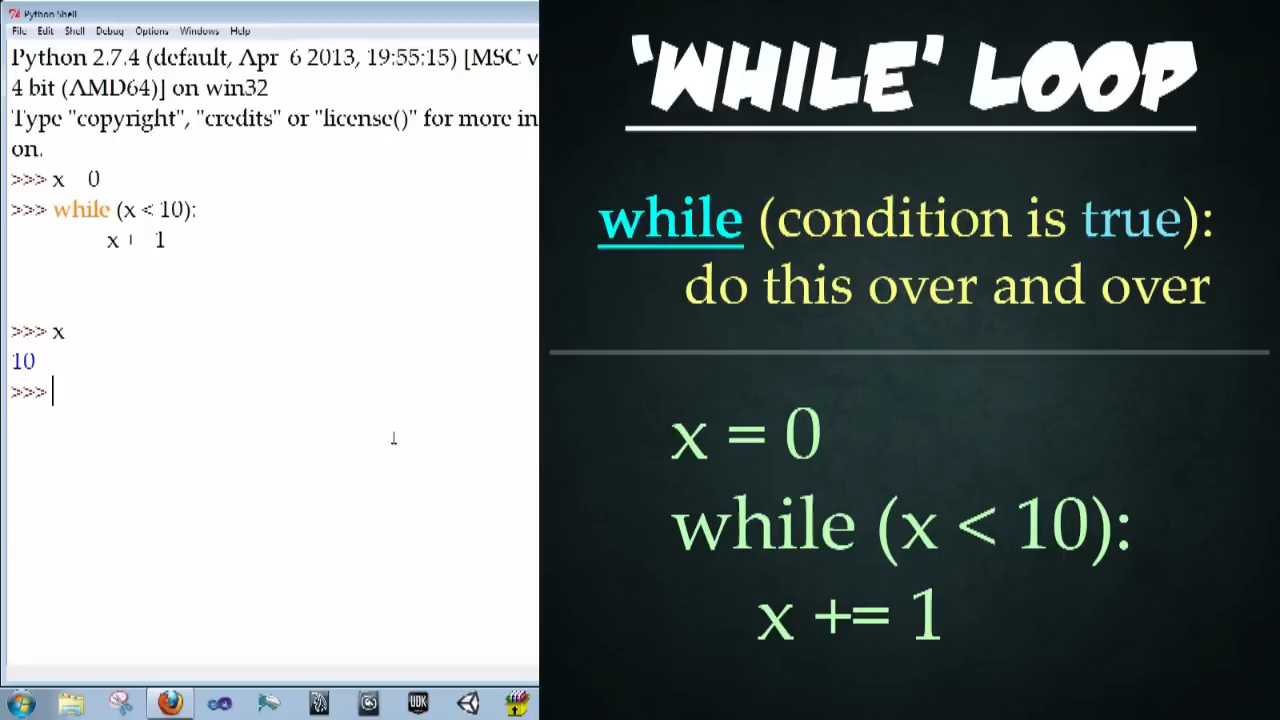 Python Shell
File Edit Shell Debug Options Windows Help
Python 2.7.4 (default, Apr 6 2013, 19:55:15) [MSC v
4 bit (AMD64)] on win32
Type "copyright", "credits" or "license()" for more in
on.
>>> x 0
>>> while (x < 10):
x + 1
>>> x
10
>>>
'WHILE' LOOP
while (condition is true):
do this over and over
x = 0
while (x < 10):
x += 1
UDK